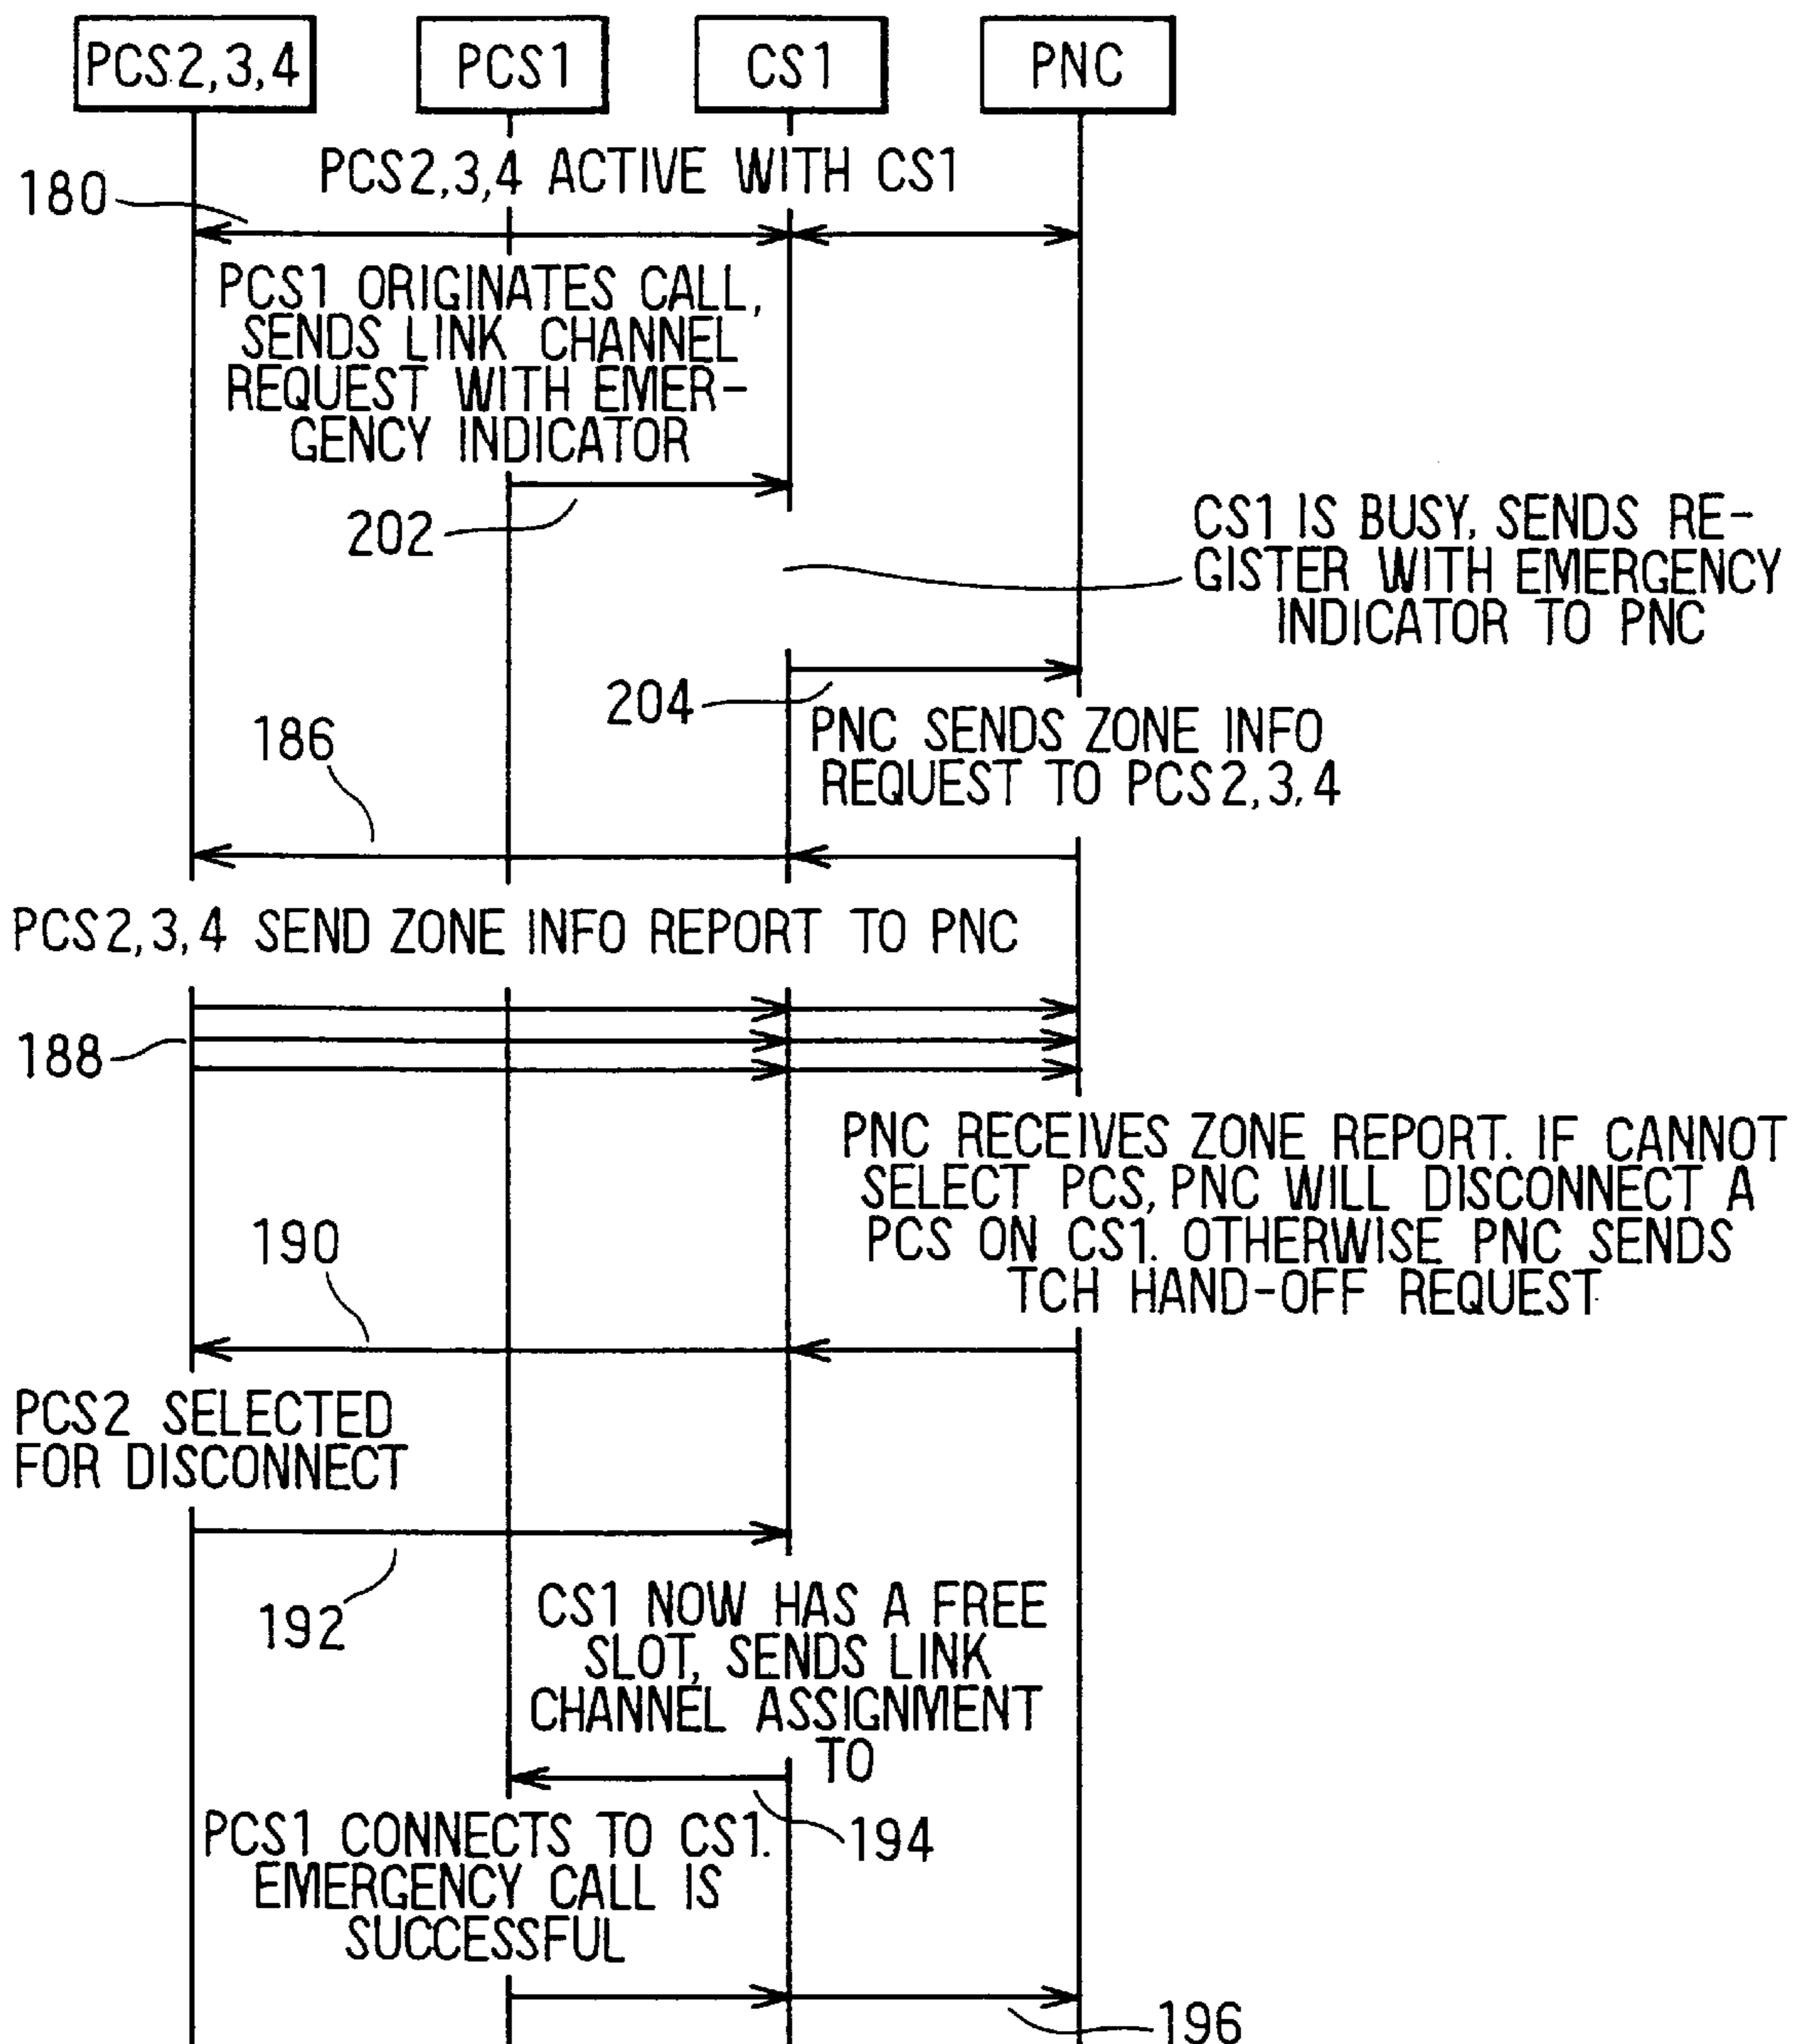 PCS2,3,4
PCS1
CS1
PNC
PCS2,3,4 ACTIVE WITH CS1
180
PCS1 ORIGINATES CALL,
SENDS LINK CHANNEL
REQUEST WITH EMER-
GENCY INDICATOR
202
CS1 IS BUSY, SENDS RE-
GISTER WITH EMERGENCY
INDICATOR TO PNC
204
PNC SENDS ZONE INFO
REQUEST TO PCS2,3,4
186
PCS2,3,4 SEND ZONE INFO REPORT TO PNC
188
PNC RECEIVES ZONE REPORT. IF CANNOT
SELECT PCS, PNC WILL DISCONNECT A
PCS ON CS1. OTHERWISE PNC SENDS
TCH HAND-OFF REQUEST
190
PCS2 SELECTED
FOR DISCONNECT
192
CS1 NOW HAS A FREE
SLOT, SENDS LINK
CHANNEL ASSIGNMENT
TO
194
PCS1 CONNECTS TO CS1.
EMERGENCY CALL IS
SUCCESSFUL
196